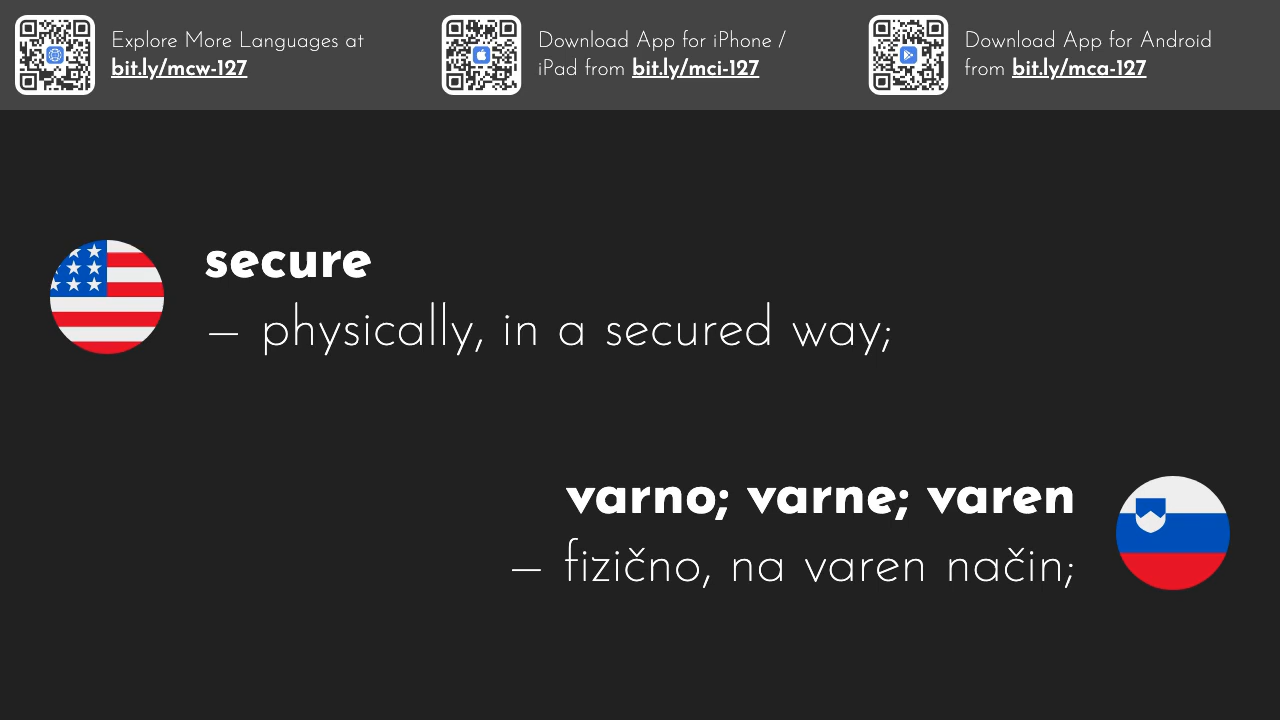 Explore More Languages at
bit.ly/mcw-127
Download App for iPhone /
iPad from bit.ly/mci-127
Download App for Android
from bit.ly/mca-127
secure
– physically, in a secured way;
varno; varne; varen
– fizično, na varen način;